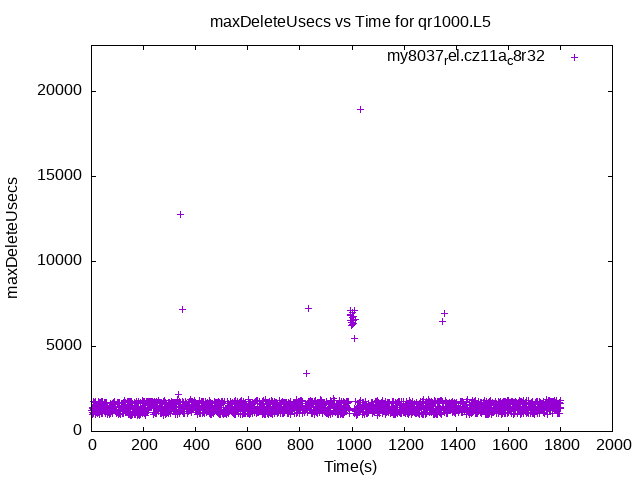 maxDeleteUsecs vs Time for qr1000.L5
my8037rel.cz11ac8r32
20000
15000
10000
5000
0
maxDeleteUsecs
0 200 400 600 800 1000 1200 1400 1600 1800 2000
Time(s)